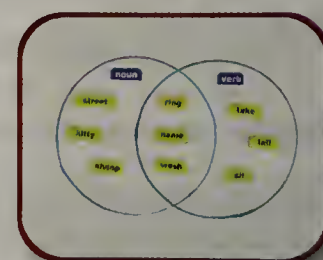 noun
verb
street
ring
take
kitty
name
tell
wash
sit